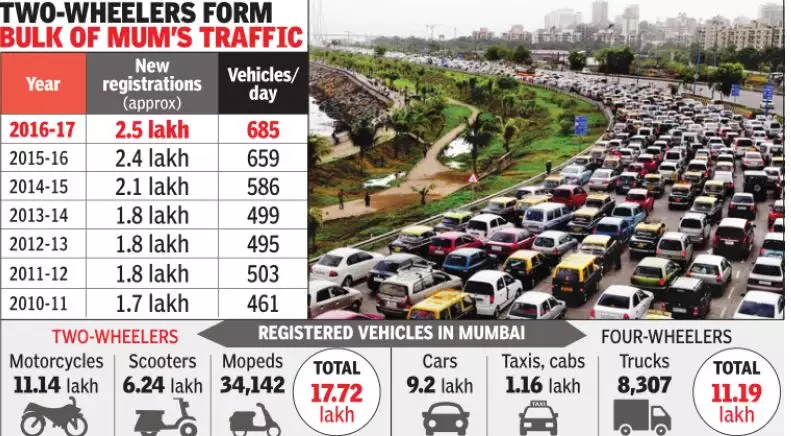 TWO-WHEELERS FORM
BULK OF MUM'S TRAFFIC
Year
New
registrations
(approx)
Vehicles/
day
2016-17 2.5 lakh 685
2015-16 2.4 lakh 659
2014-15 2.1 lakh 586
2013-14 1.8 lakh 499
2012-13 1.8 lakh 495
2011-12 1.8 lakh 503
2010-11 1.7 lakh 461
TWO-WHEELERS
REGISTERED VEHICLES IN MUMBAI
FOUR-WHEELERS
Motorcycles
11.14 lakh
Scooters
6.24 lakh
Mopeds
34,142
TOTAL
17.72
lakh
Cars
9.2 lakh
Taxis, cabs
1.16 lakh
TAXI
Trucks
8,307
TOTAL
11.19
lakh